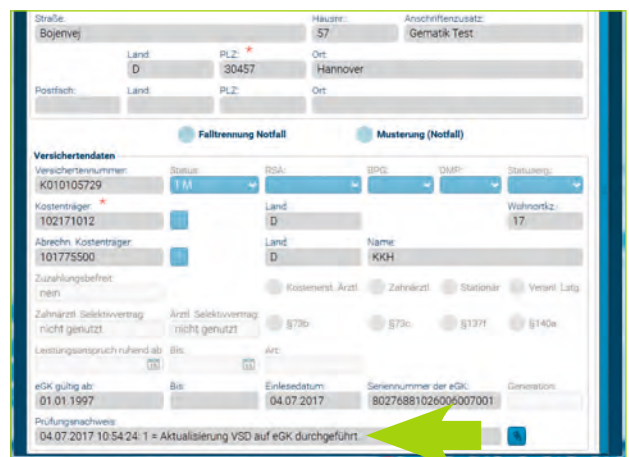 Straße: Hausnr.: Anschriftenzusatz:
Bojenvej 57 Gematik Test
Land PLZ: * Ort:
D 30457 Hannover
Postfach: Land: PLZ: Ort:
Falltrennung Notfall Musterung (Notfall)
Versichertendaten
Versichertennummer: Status: RSA: BPG: DMP: Statuserg.:
K010105729 1 M
Kostenträger: * Land: Wohnortkz.:
102171012 D 17
Abrechn. Kostenträger: Land: Name:
101775500 D KKH
Zuzahlungsbefreit:
nein Kostenerst. Ärztl. Zahnärztl. Stationär Veranl. Latg.
Zahnärztl. Selektivvertrag: Ärztl. Selektivvertrag:
nicht genutzt nicht genutzt §73b §73c §137f §140a
Leistungsanspruch ruhend ab: Bis: Art:
eGK gültig ab: Bis: Einlesedatum: Seriennummer der eGK: Generation:
01.01.1997 04.07.2017 80276881026006007001
Prüfungsnachweis:
04.07.2017 10:54:24: 1 = Aktualisierung VSD auf eGK durchgeführt